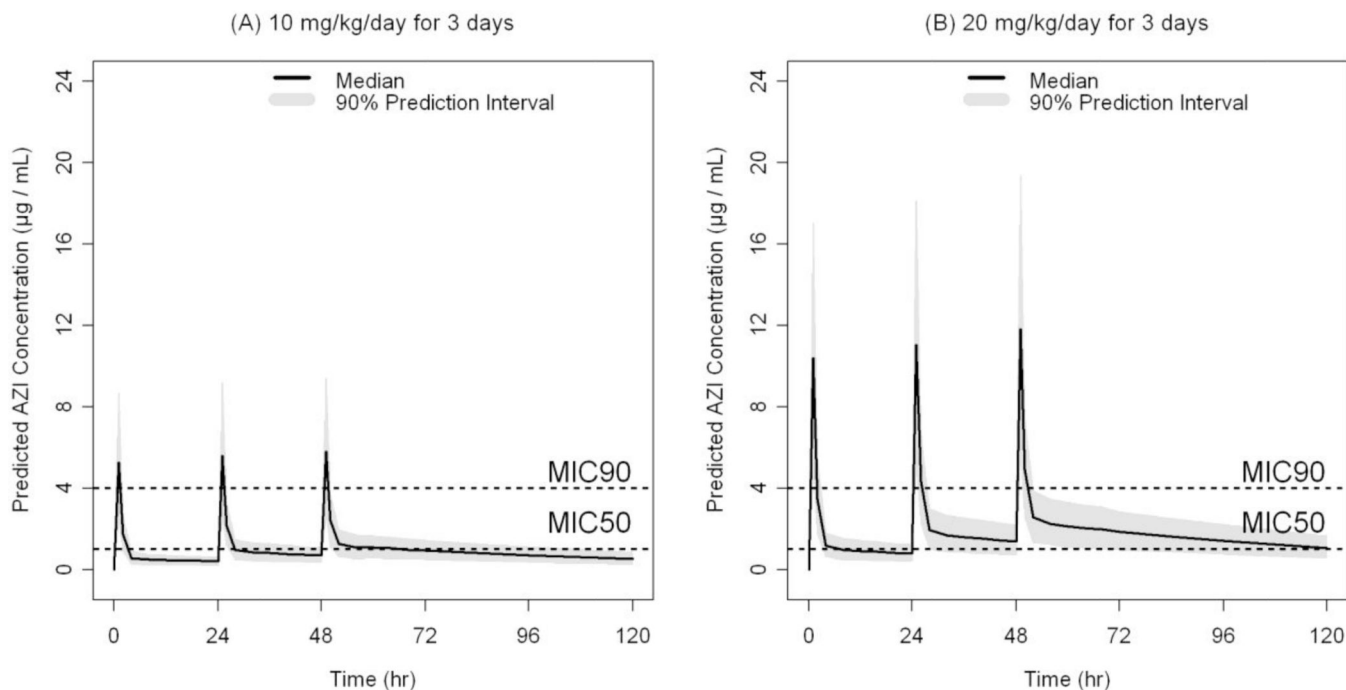 (A) 10 mg/kg/day for 3 days
Median
90% Prediction Interval
Predicted AZI Concentration (µg / mL)
24
20
16
12
8
4
0
MIC90
MIC50
0 24 48 72 96 120
Time (hr)
(B) 20 mg/kg/day for 3 days
Median
90% Prediction Interval
Predicted AZI Concentration (µg / mL)
24
20
16
12
8
4
0
MIC90
MIC50
0 24 48 72 96 120
Time (hr)